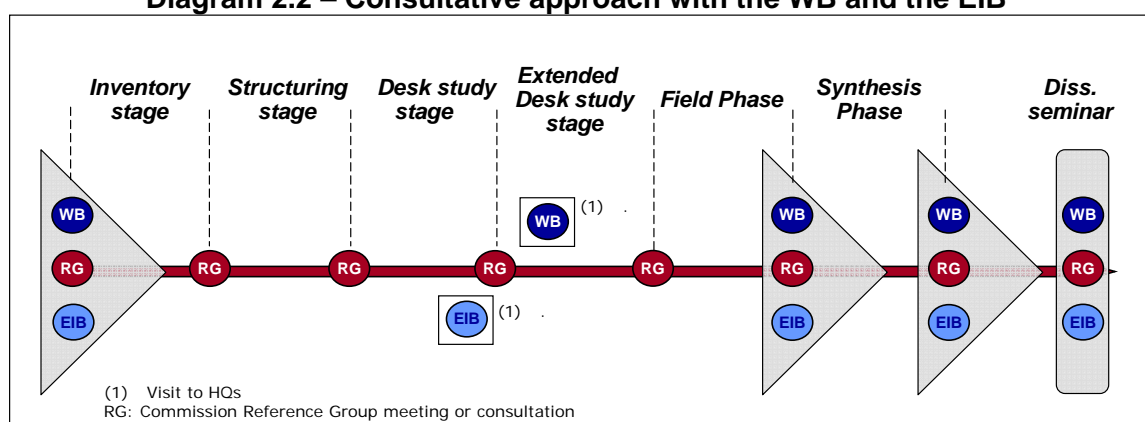 Diagram 2.2 – Consultative approach with the WB and the EIB
Inventory
stage
Structuring
stage
Desk study
stage
Extended
Desk study
stage
Field Phase
Synthesis
Phase
Diss.
seminar
WB
WB
(1) .
WB
WB
WB
RG
RG
RG
RG
RG
RG
RG
RG
EIB
EIB
(1) .
EIB
EIB
EIB
(1) Visit to HQs
RG: Commission Reference Group meeting or consultation